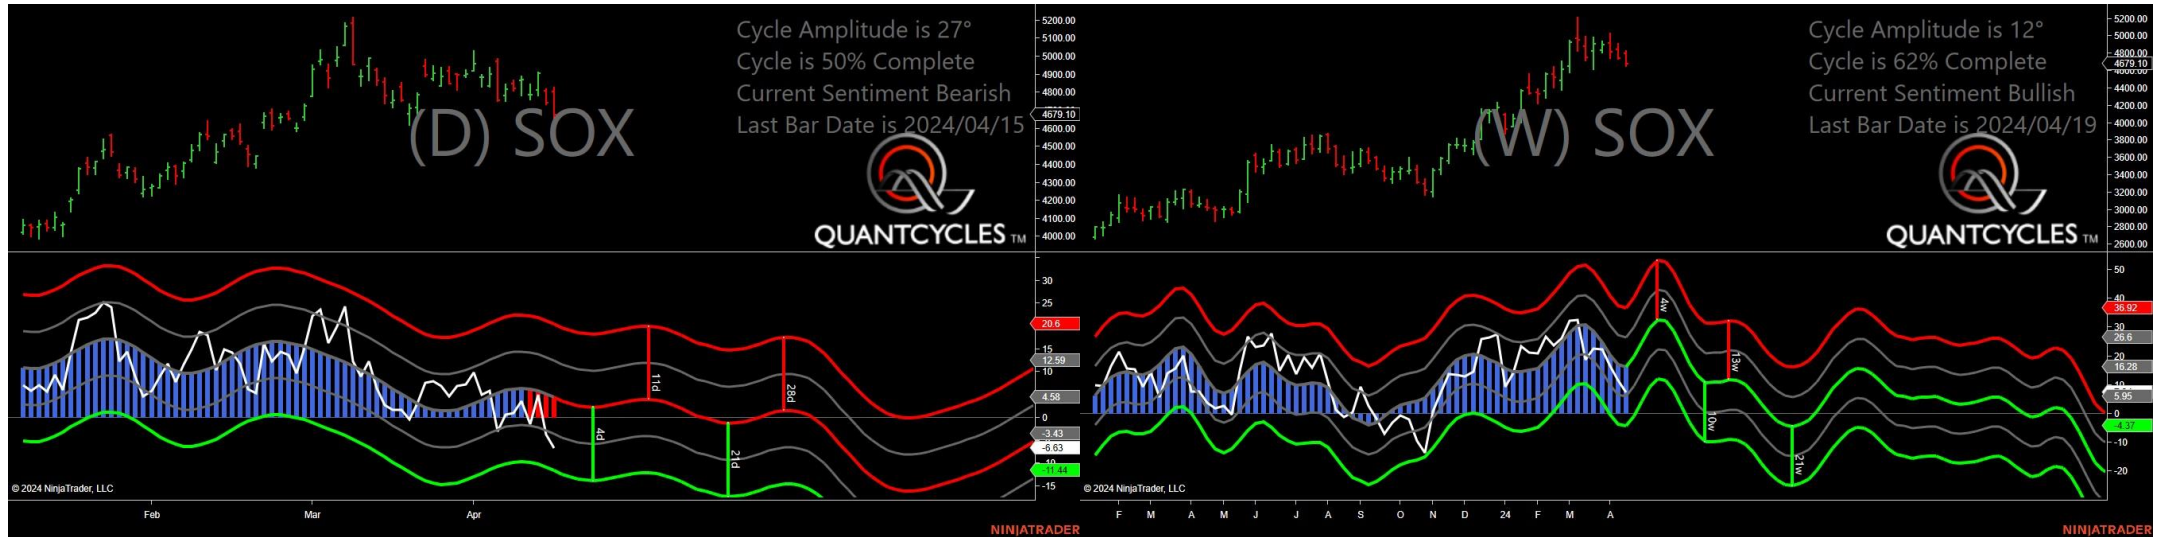 Cycle Amplitude is 27°
Cycle is 50% Complete
Current Sentiment Bearish
Last Bar Date is 2024/04/15
(D) SOX
QUANTCYCLES TM
5200.00
5100.00
5000.00
4900.00
4800.00
4679.10
4600.00
4500.00
4400.00
4300.00
4200.00
4100.00
4000.00
30
25
20.6
15
12.59
10
4.58
0
-3.43
-6.63
-11.44
-15
11d
28d
4d
21d
© 2024 NinjaTrader, LLC
Feb Mar Apr
NINJATRADER
Cycle Amplitude is 12°
Cycle is 62% Complete
Current Sentiment Bullish
Last Bar Date is 2024/04/19
(W) SOX
QUANTCYCLES TM
5200.00
5000.00
4800.00
4679.10
4600.00
4400.00
4200.00
4000.00
3800.00
3600.00
3400.00
3200.00
3000.00
2800.00
2600.00
50
40
36.92
30
26.6
20
16.28
5.95
0
-4.37
-10
-20
4w
13w
10w
21w
© 2024 NinjaTrader, LLC
F M A M J J A S O N D 24 F M A
NINJATRADER